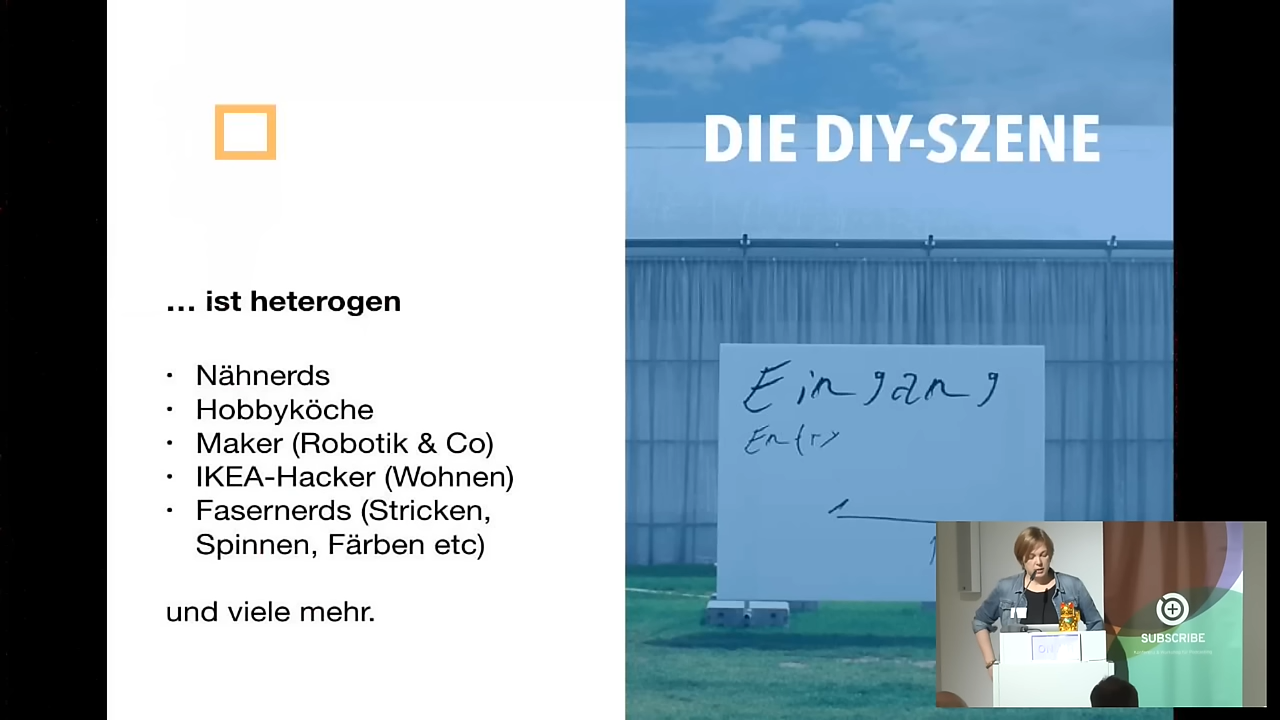 DIE DIY-SZENE
… ist heterogen
• Nähnerds
• Hobbyköche
• Maker (Robotik & Co)
• IKEA-Hacker (Wohnen)
• Fasernerds (Stricken,
Spinnen, Färben etc)
und viele mehr.
Eingang
Entry
SUBSCRIBE